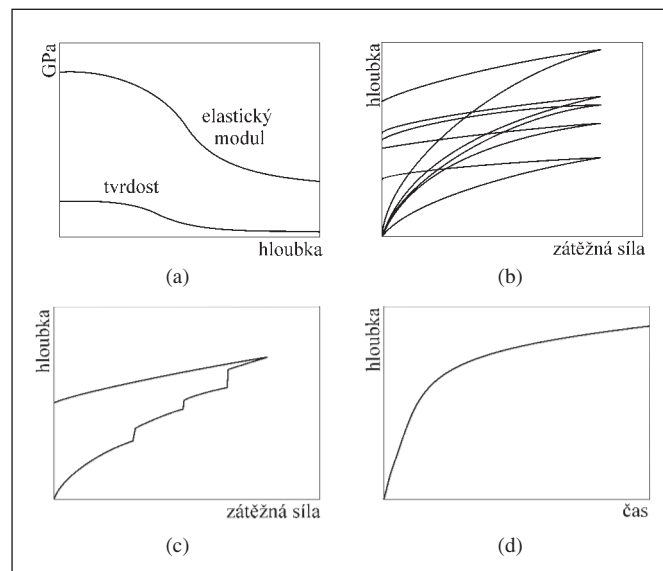 GPa
elastický
modul
tvrdost
hloubka
(a)
hloubka
zátěžná síla
(b)
hloubka
zátěžná síla
(c)
hloubka
čas
(d)